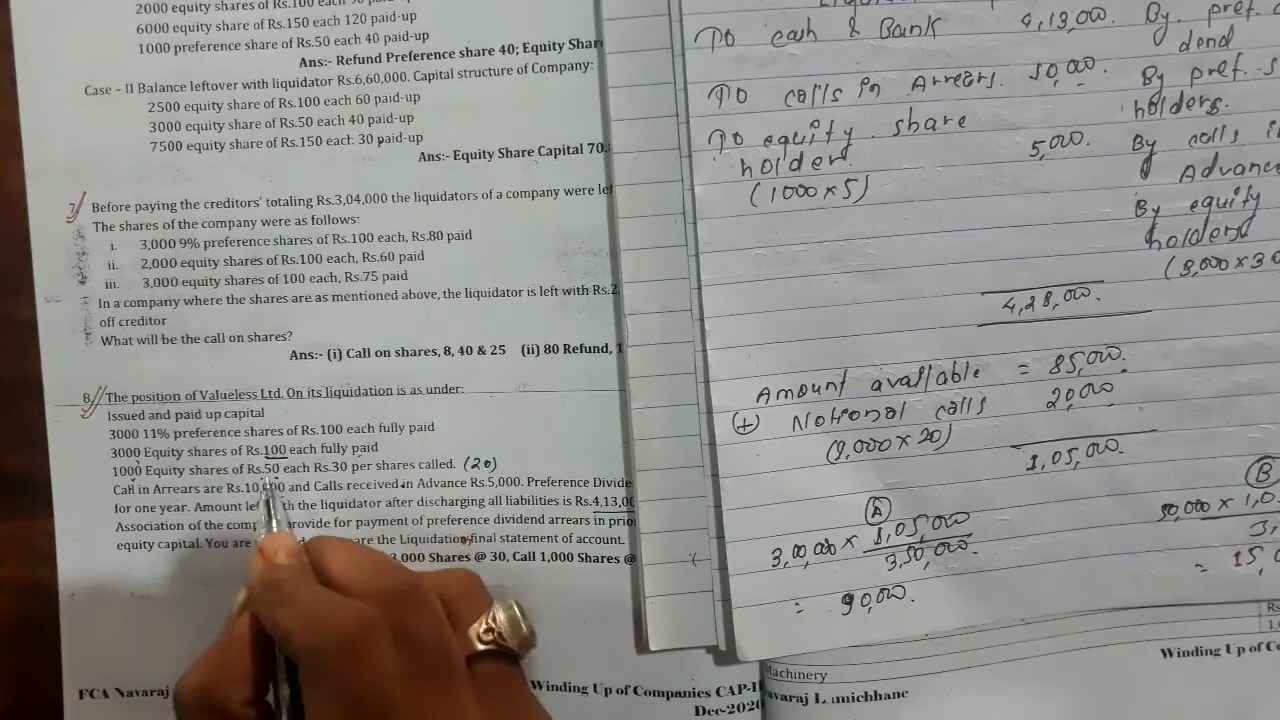 2000 equity shares of Rs.100 each
6000 equity shares of Rs.150 each 120 paid-up
1000 preference share of Rs.50 each 40 paid-up
Ans:- Refund Preference share 40; Equity Shar
Case - II Balance leftover with liquidator Rs.6,60,000. Capital structure of Company:
2500 equity share of Rs.100 each 60 paid-up
3000 equity share of Rs.50 each 40 paid-up
7500 equity share of Rs.150 each 30 paid-up
Ans:- Equity Share Capital 70.
7. Before paying the creditors' totaling Rs.3,04,000 the liquidators of a company were le
The shares of the company were as follows:
i. 3,000 9% preference shares of Rs.100 each, Rs.80 paid
ii. 2,000 equity shares of Rs.100 each, Rs.60 paid
iii. 3,000 equity shares of 100 each, Rs.75 paid
In a company where the shares are as mentioned above, the liquidator is left with Rs.2,
off creditor
What will be the call on shares?
Ans:- (i) Call on shares, 8, 40 & 25 (ii) 80 Refund, 1
8. The position of Valueless Ltd. On its liquidation is as under:
Issued and paid up capital
3000 11% preference shares of Rs.100 each fully paid
3000 Equity shares of Rs.100 each fully paid
1000 Equity shares of Rs.50 each Rs.30 per shares called. (20)
Call in Arrears are Rs.10 and Calls received in Advance Rs.5,000. Preference Divide
for one year. Amount left the liquidator after discharging all liabilities is Rs.4,13,00
Association of the comp provide for payment of preference dividend arrears in prio
equity capital. You are the Liquidation final statement of account.
3,000 Shares @ 30, Call 1,000 Shares @
FCA Navaraj
Winding Up of Companies CAP-I
Dec-2020
To cash & Bank 4,13,000. By pref.
dend
To calls in Arrears. 10,000. By pref. s
holders.
To equity share
holders 5,000. By calls i
(1000 x 5) Advance
By equity
holders
(3,000 x 30
4,28,000.
Amount available = 85,000.
(+) Notional calls 20,000
(1,000 x 20)
1,05,000.
(A) (B)
3,00,000 x 1,05,000 50,000 x 1,0
3,50,000. 3,
= 90,000. = 15,0
Machinery
Rs
1,
Winding Up of C
avaraj Lamichhane